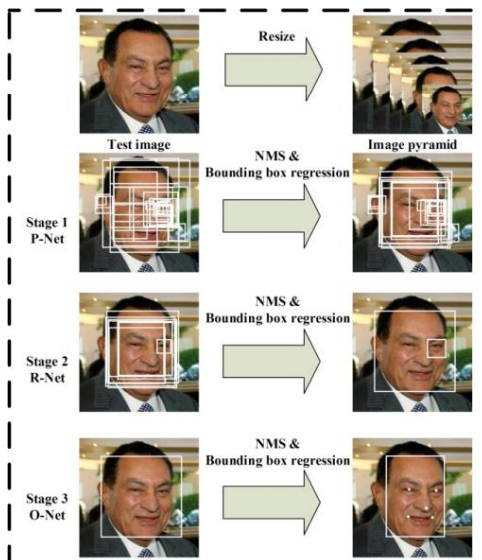 Resize
Test image
Image pyramid
NMS &
Bounding box regression
Stage 1
P-Net
NMS &
Bounding box regression
Stage 2
R-Net
NMS &
Bounding box regression
Stage 3
O-Net